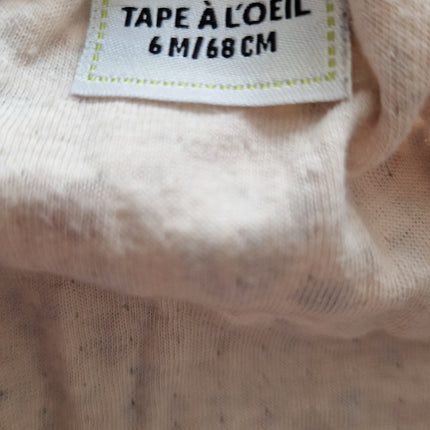 TAPE À L'OEIL
6 M/68 CM